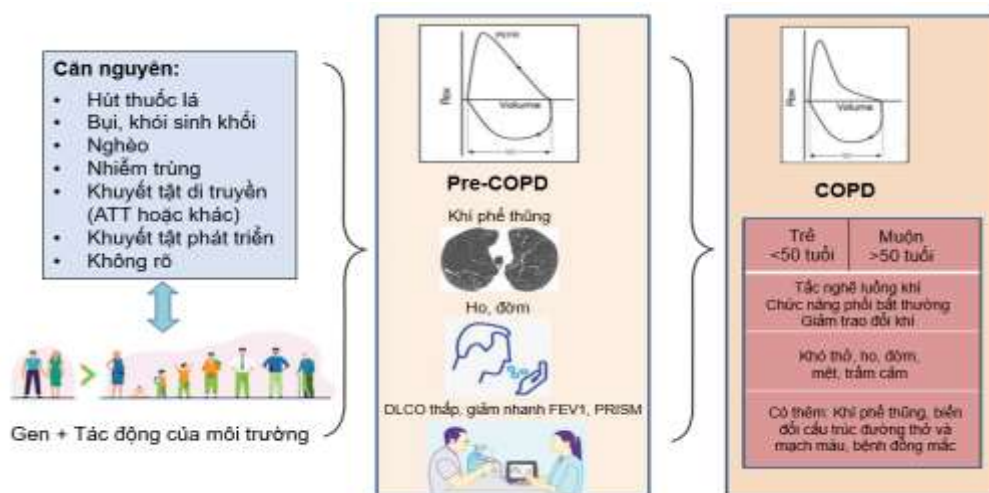 Căn nguyên:
• Hút thuốc lá
• Bụi, khói sinh khối
• Nghèo
• Nhiễm trùng
• Khuyết tật di truyền
(ATT hoặc khác)
• Khuyết tật phát triển
• Không rõ
Gen + Tác động của môi trường
Flox
Volume
Pre-COPD
Khí phế thũng
Ho, đờm
DLCO thấp, giảm nhanh FEV1, PRISM
Flox
Volume
COPD
Trẻ
<50 tuổi
Muộn
>50 tuổi
Tắc nghẽ luồng khí
Chức năng phổi bất thường
Giảm trao đổi khí
Khó thở, ho, đờm,
mệt, trầm cảm
Có thêm: Khí phế thũng, biến
đổi cấu trúc đường thở và
mạch máu, bệnh đồng mắc